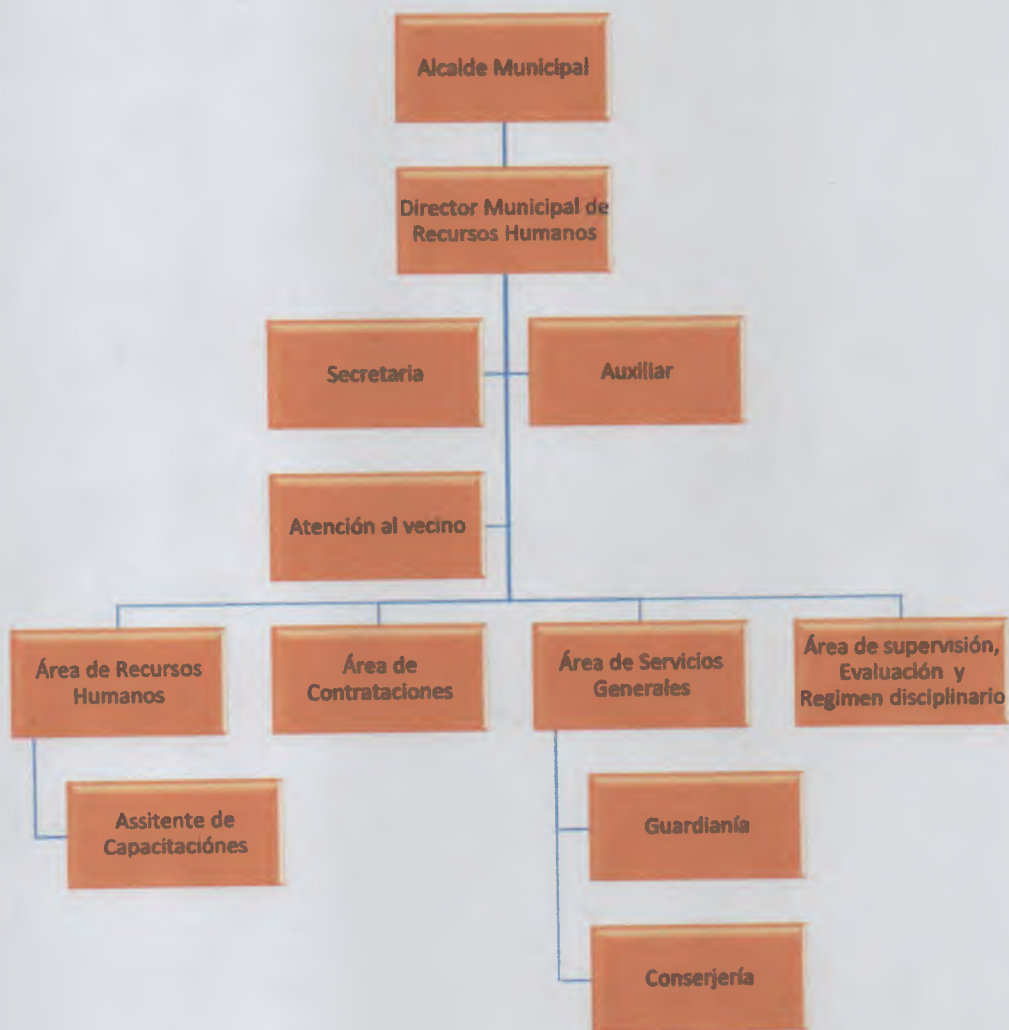 Alcalde Municipal
Director Municipal de
Recursos Humanos
Secretaria
Auxiliar
Atención al vecino
Área de Recursos
Humanos
Área de
Contrataciones
Área de Servicios
Generales
Área de supervisión,
Evaluación y
Regimen disciplinario
Assitente de
Capacitaciónes
Guardianía
Conserjería